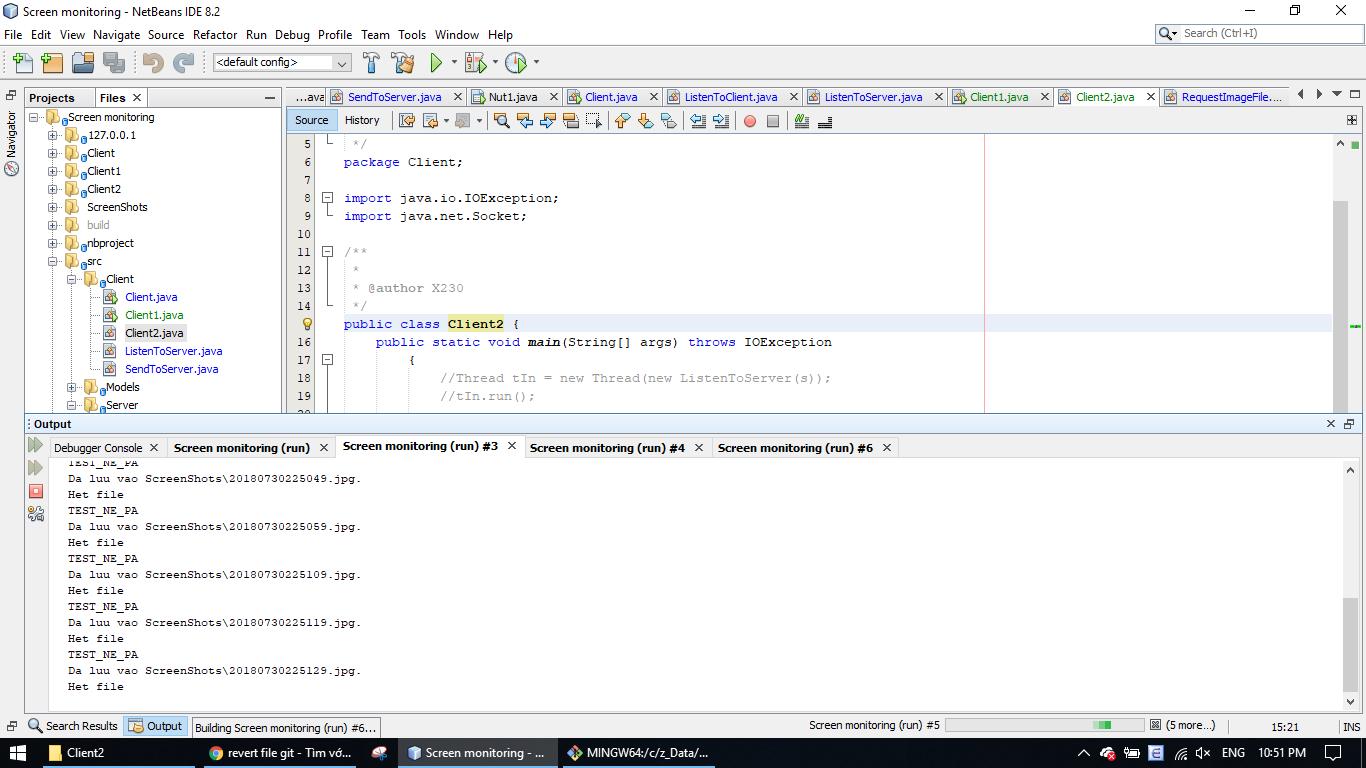 Screen monitoring - NetBeans IDE 8.2
File Edit View Navigate Source Refactor Run Debug Profile Team Tools Window Help
Search (Ctrl+I)
<default config>
Projects
Files
Navigator
Screen monitoring
127.0.0.1
Client
Client1
Client2
ScreenShots
build
nbproject
src
Client
Client.java
Client1.java
Client2.java
ListenToServer.java
SendToServer.java
Models
Server
...ava SendToServer.java Nut1.java Client.java ListenToClient.java ListenToServer.java Client1.java Client2.java RequestImageFile....
Source History
5 */
6 package Client;
7
8 import java.io.IOException;
9 import java.net.Socket;
10
11 /**
12 *
13 * @author X230
14 */
public class Client2 {
16 public static void main(String[] args) throws IOException
17 {
18 //Thread tIn = new Thread(new ListenToServer(s));
19 //tIn.run();
Output
Debugger Console Screen monitoring (run) Screen monitoring (run) #3 Screen monitoring (run) #4 Screen monitoring (run) #6
TEST_NE_PA
Da luu vao ScreenShots\20180730225049.jpg.
Het file
TEST_NE_PA
Da luu vao ScreenShots\20180730225059.jpg.
Het file
TEST_NE_PA
Da luu vao ScreenShots\20180730225109.jpg.
Het file
TEST_NE_PA
Da luu vao ScreenShots\20180730225119.jpg.
Het file
TEST_NE_PA
Da luu vao ScreenShots\20180730225129.jpg.
Het file
Search Results Output Building Screen monitoring (run) #6... Screen monitoring (run) #5 (5 more...) 15:21 INS
Client2 revert file git - Tìm vớ... Screen monitoring - ... MINGW64:/c/z_Data/... ENG 10:51 PM